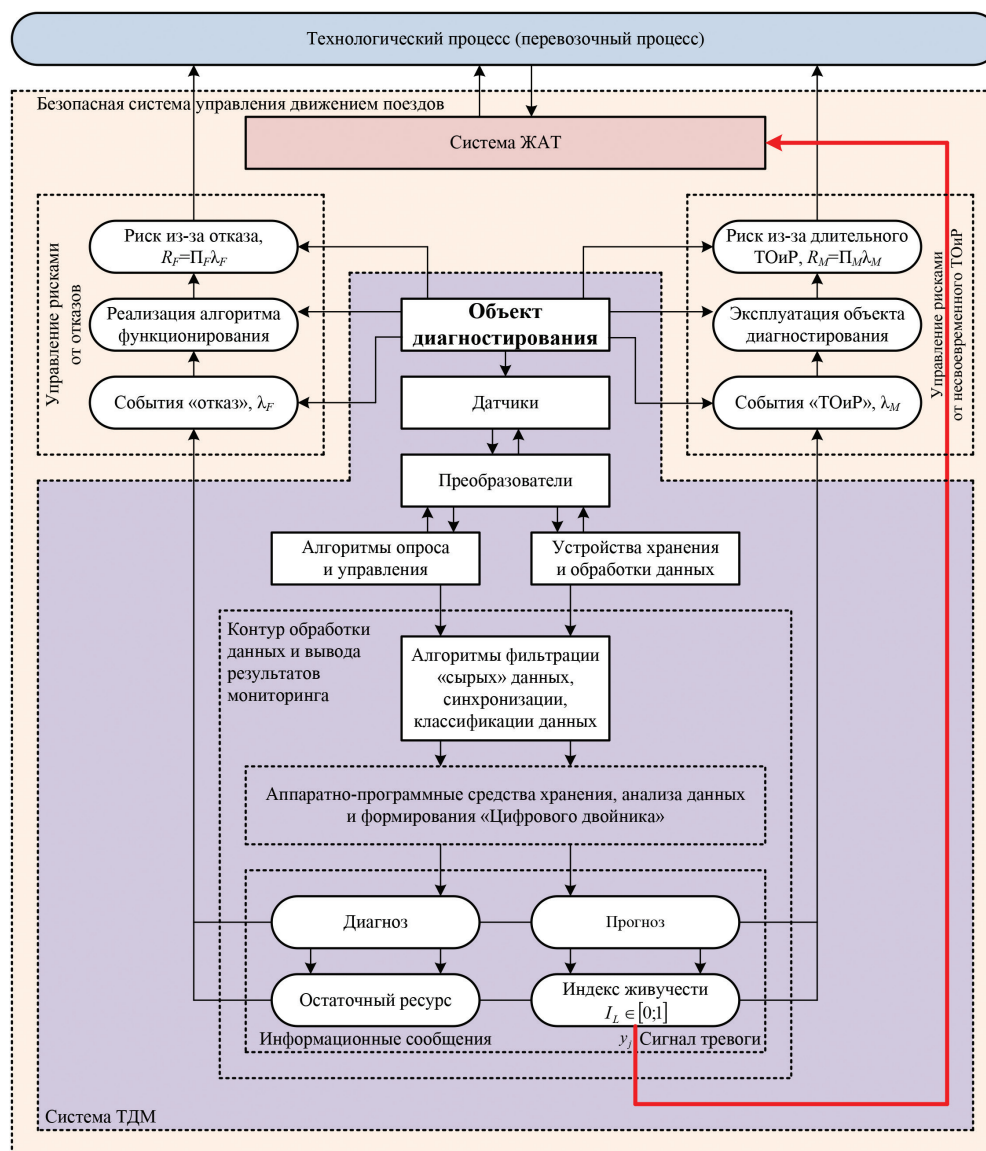 Технологический процесс (перевозочный процесс)
Безопасная система управления движением поездов
Система ЖАТ
Управление рисками
от отказов
Риск из-за отказа,
R_F=П_Fλ_F
Реализация алгоритма
функционирования
События «отказ», λ_F
Объект
диагностирования
Риск из-за длительного
ТОиР, R_M=П_Mλ_M
Эксплуатация объекта
диагностирования
События «ТОиР», λ_M
Управление рисками
от несвоевременного ТОиР
Датчики
Преобразователи
Алгоритмы опроса
и управления
Устройства хранения
и обработки данных
Контур обработки
данных и вывода
результатов
мониторинга
Алгоритмы фильтрации
«сырых» данных,
синхронизации,
классификации данных
Аппаратно-программные средства хранения, анализа данных
и формирования «Цифрового двойника»
Диагноз
Прогноз
Остаточный ресурс
Индекс живучести
I_L ∈ [0;1]
Информационные сообщения
y_j Сигнал тревоги
Система ТДМ